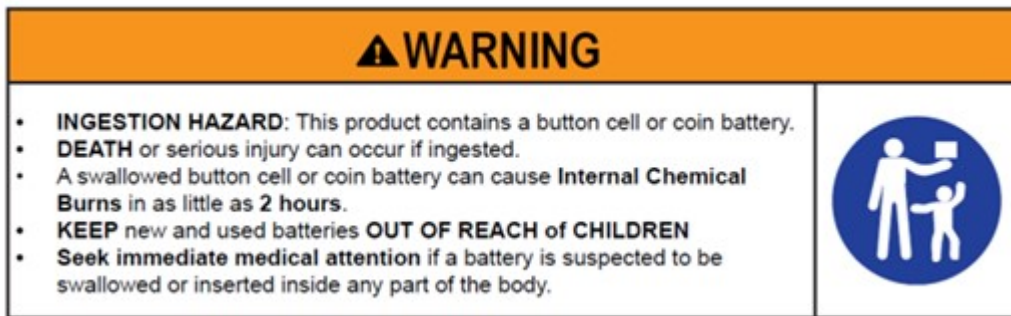 ⚠WARNING
• INGESTION HAZARD: This product contains a button cell or coin battery.
• DEATH or serious injury can occur if ingested.
• A swallowed button cell or coin battery can cause Internal Chemical
Burns in as little as 2 hours.
• KEEP new and used batteries OUT OF REACH of CHILDREN
• Seek immediate medical attention if a battery is suspected to be
swallowed or inserted inside any part of the body.